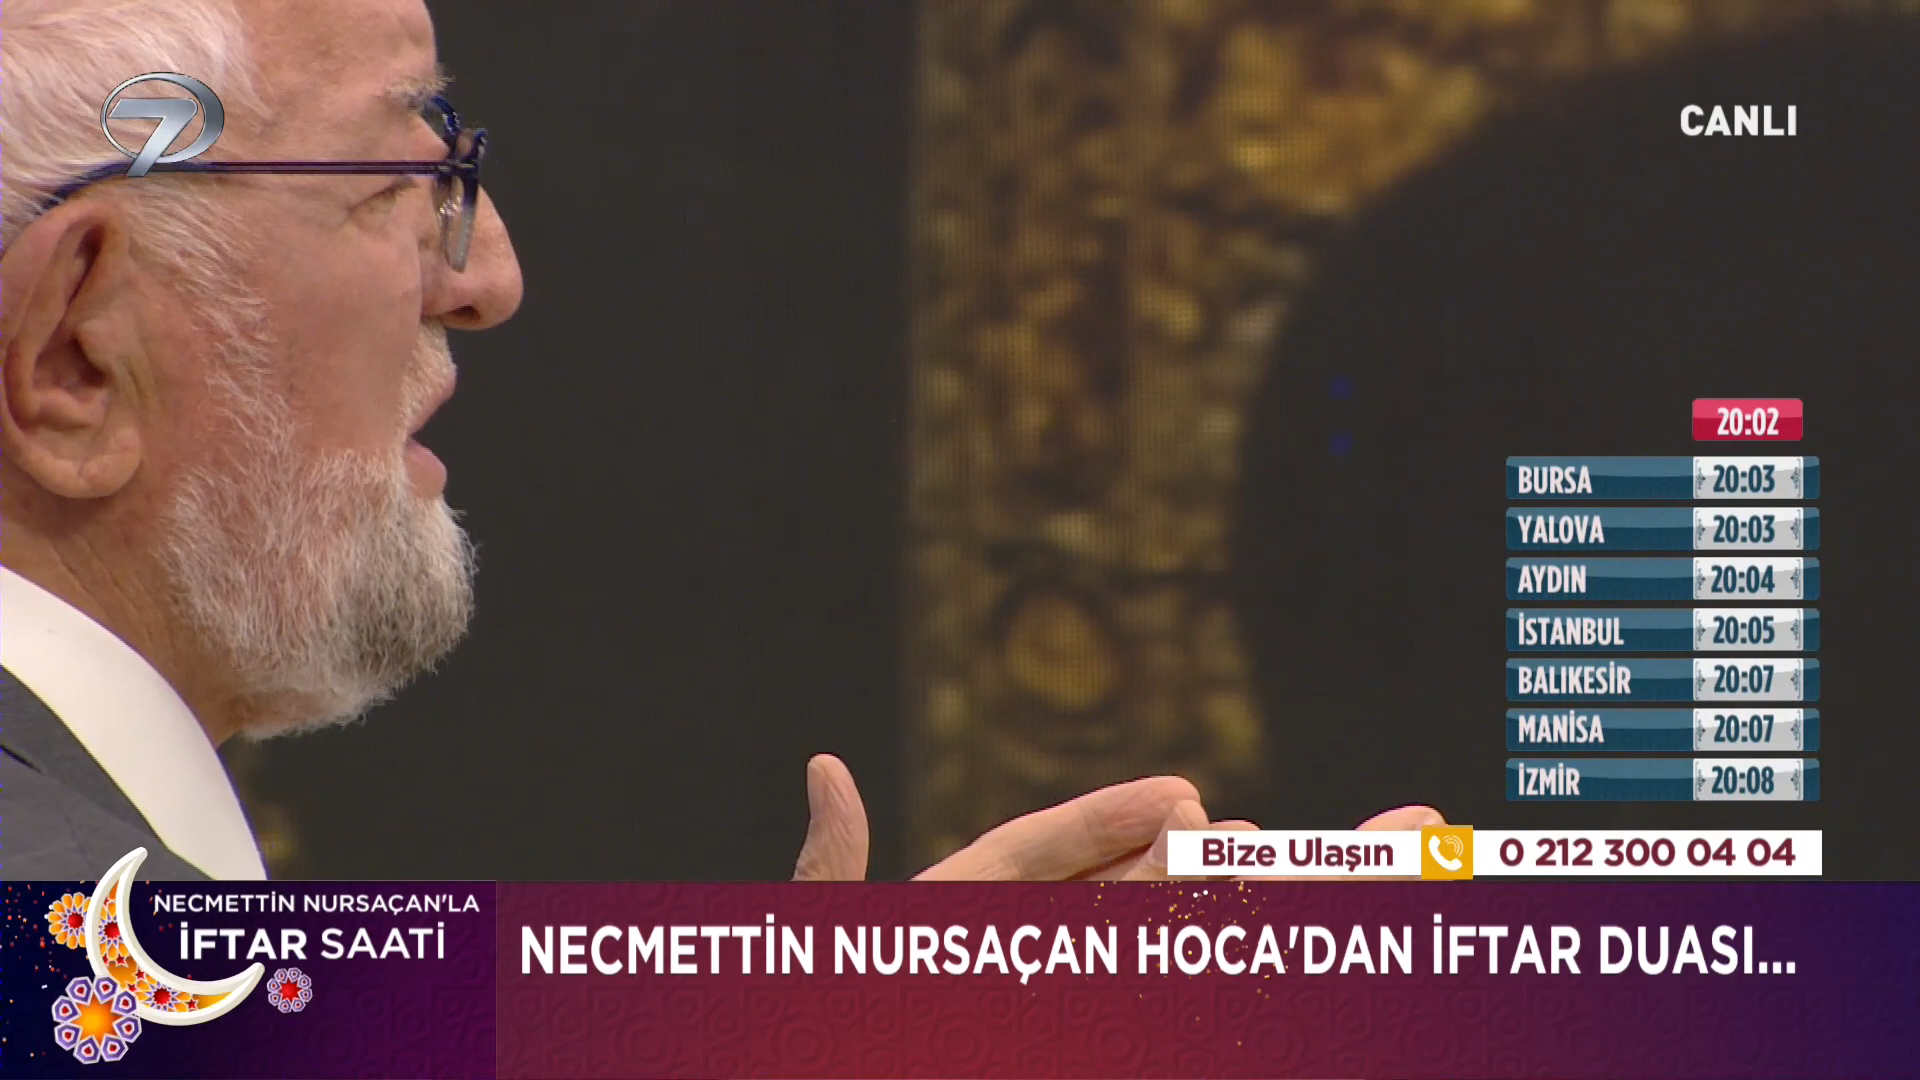 7
CANLI
20:02
BURSA 20:03
YALOVA 20:03
AYDIN 20:04
İSTANBUL 20:05
BALIKESİR 20:07
MANİSA 20:07
İZMİR 20:08
Bize Ulaşın 0 212 300 04 04
NECMETTİN NURSAÇAN'LA
İFTAR SAATİ
NECMETTİN NURSAÇAN HOCA'DAN İFTAR DUASI...